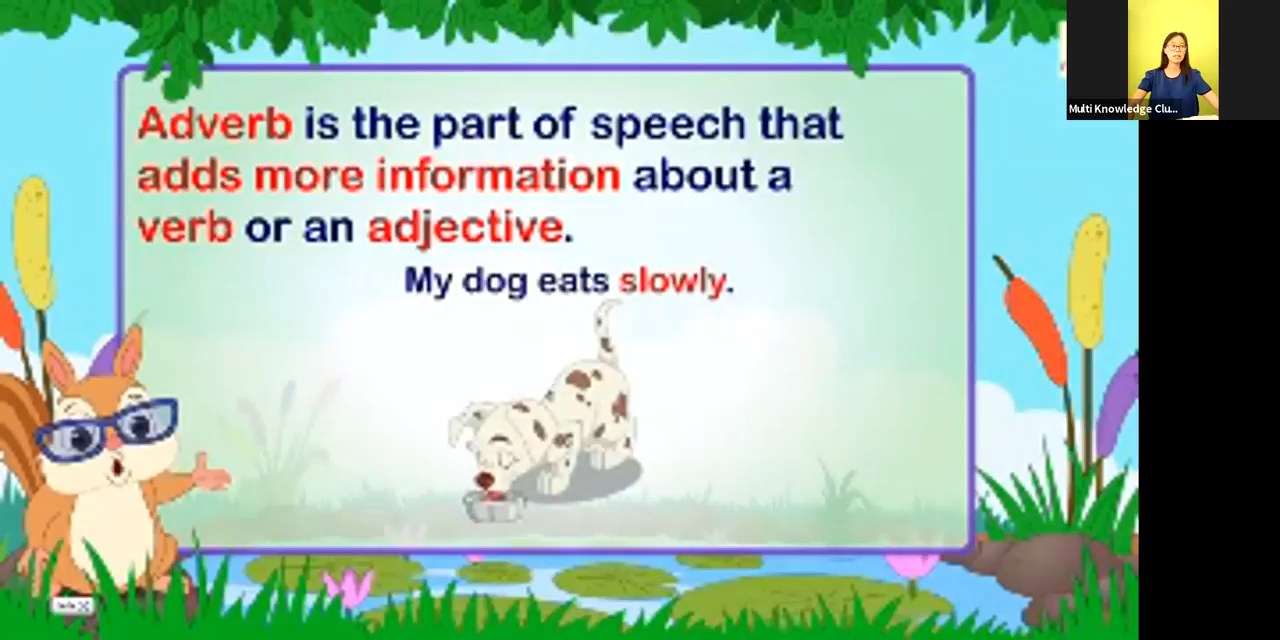 Adverb is the part of speech that
adds more information about a
verb or an adjective.
My dog eats slowly.
Multi Knowledge Clu...